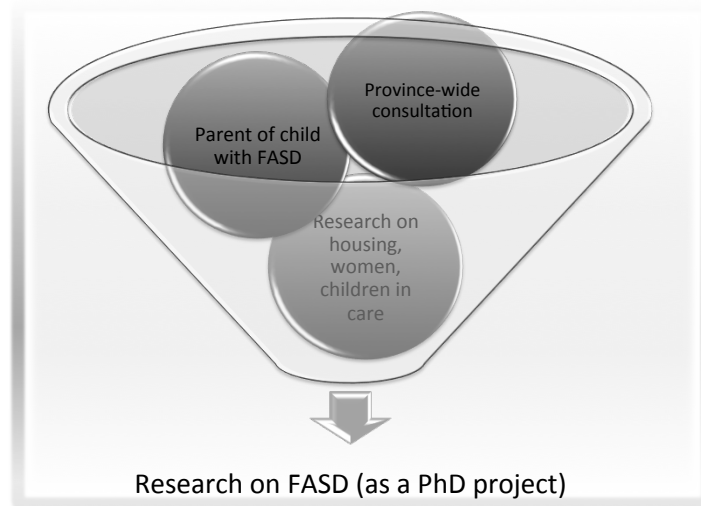 Province-wide
consultation
Parent of child
with FASD
Research on
housing,
women,
children in
care
Research on FASD (as a PhD project)